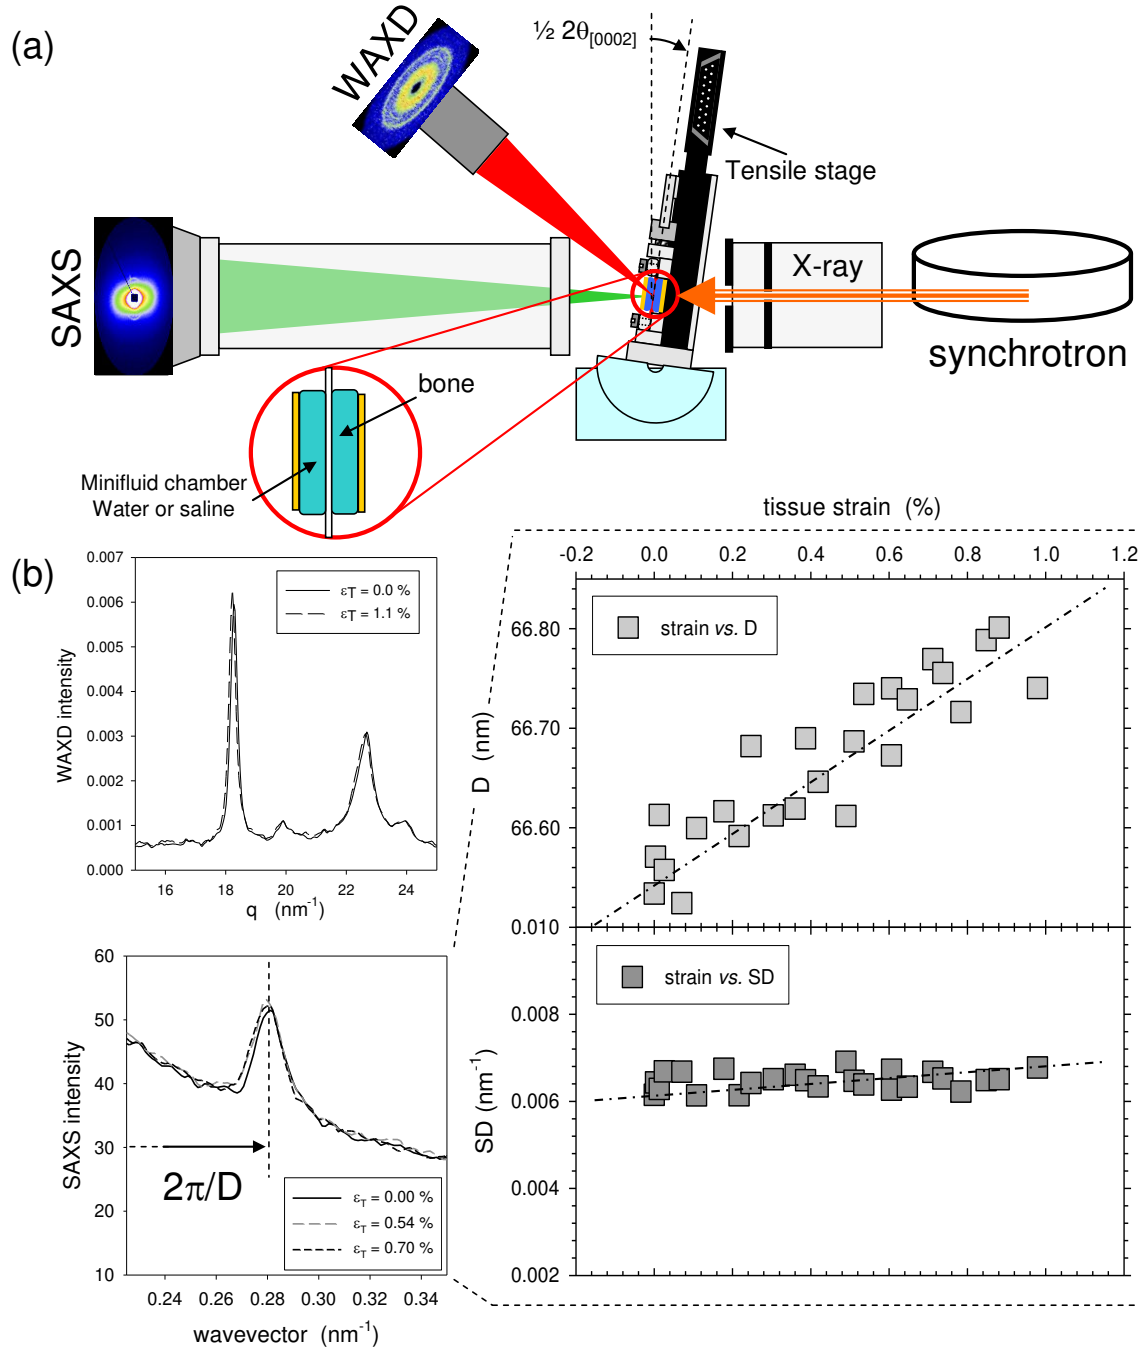 (a)
½ 2θ[0002]
WAXD
Tensile stage
SAXS
X-ray
synchrotron
bone
Minifluid chamber
Water or saline
(b)
tissue strain (%)
-0.2 0.0 0.2 0.4 0.6 0.8 1.0 1.2
0.007
0.006
0.005
0.004
0.003
0.002
0.001
0.000
WAXD intensity
εT = 0.0 %
εT = 1.1 %
16 18 20 22 24
q (nm-1)
strain vs. D
66.80
66.70
66.60
D (nm)
0.010
0.008
0.006
0.004
0.002
SD (nm-1)
strain vs. SD
60
50
40
30
20
10
SAXS intensity
2π/D
εT = 0.00 %
εT = 0.54 %
εT = 0.70 %
0.24 0.26 0.28 0.30 0.32 0.34
wavevector (nm-1)